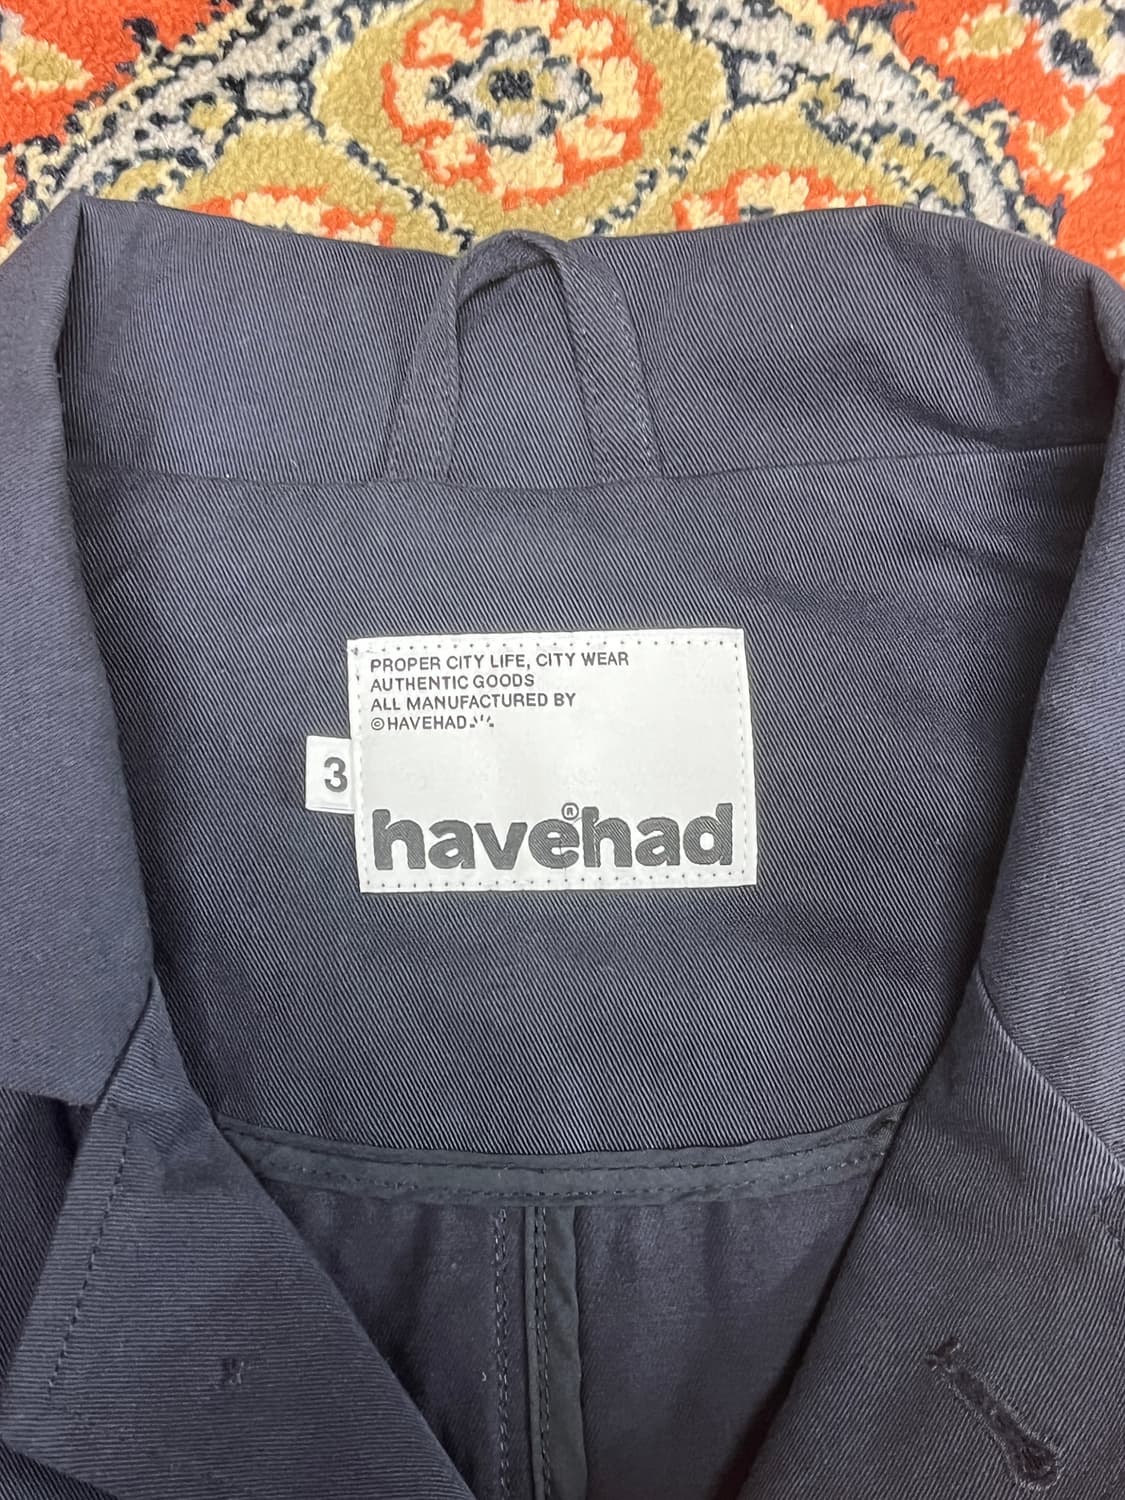 PROPER CITY LIFE, CITY WEAR
AUTHENTIC GOODS
ALL MANUFACTURED BY
©HAVEHAD
3
havehad®